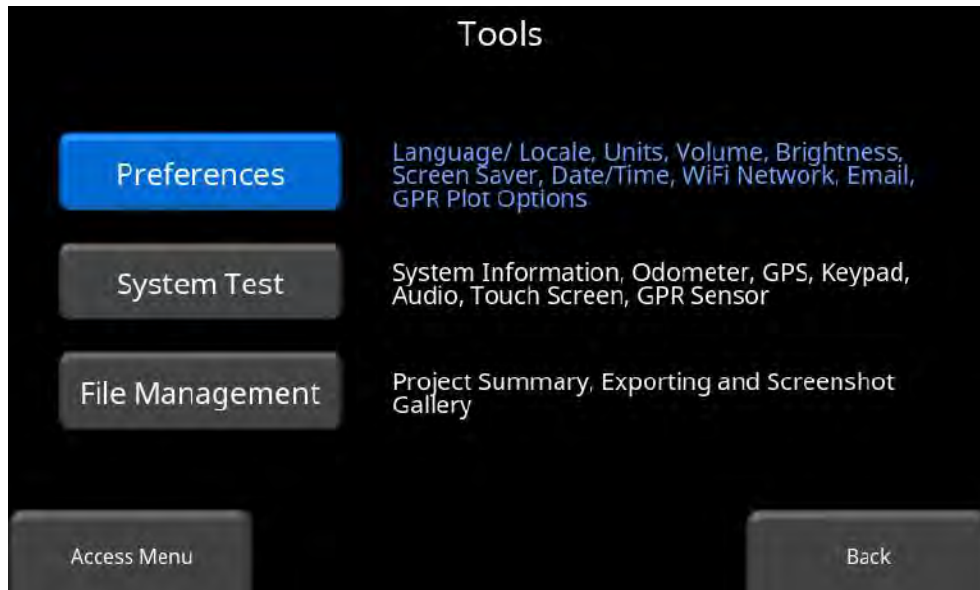 Tools
Preferences
Language/ Locale, Units, Volume, Brightness,
Screen Saver, Date/Time, WiFi Network, Email,
GPR Plot Options
System Test
System Information, Odometer, GPS, Keypad,
Audio, Touch Screen, GPR Sensor
File Management
Project Summary, Exporting and Screenshot
Gallery
Access Menu
Back